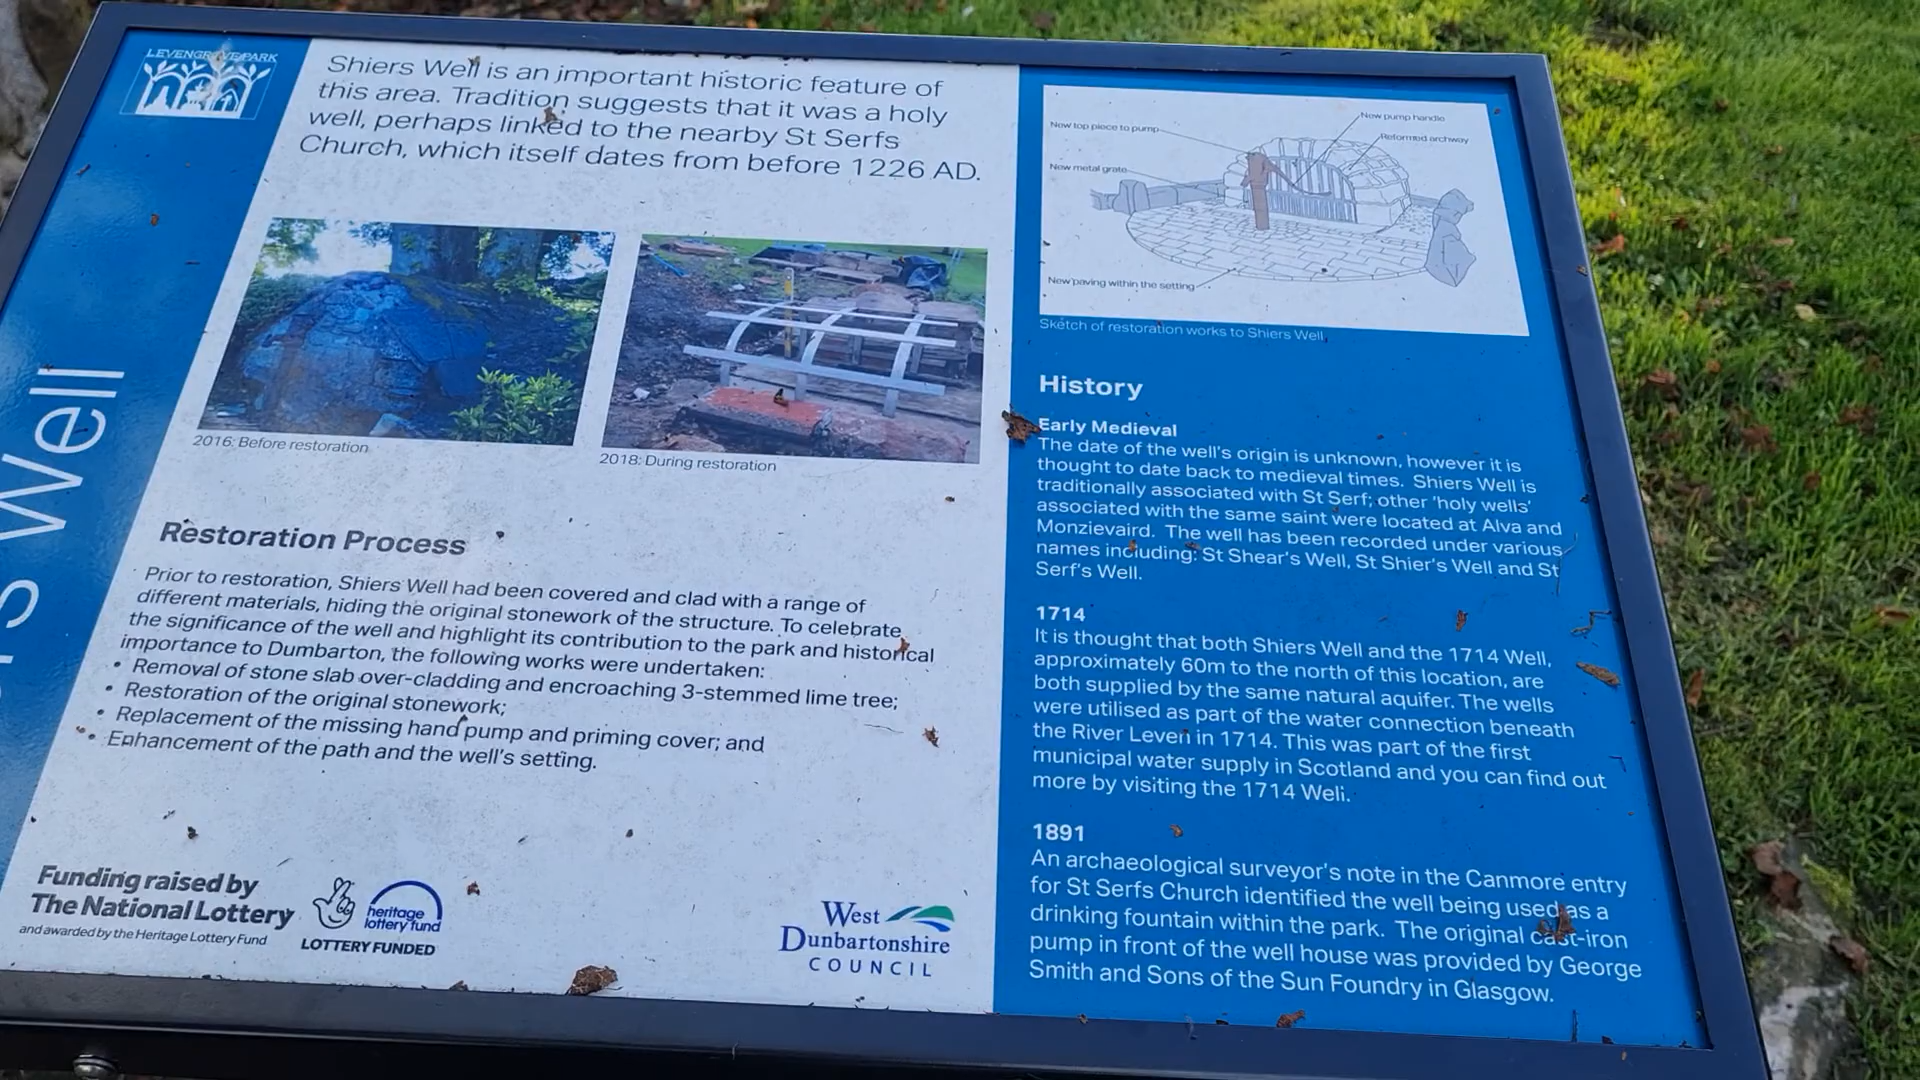 LEVENGROVE PARK
Shiers Well is an important historic feature of
this area. Tradition suggests that it was a holy
well, perhaps linked to the nearby St Serfs
Church, which itself dates from before 1226 AD.
Well
2016: Before restoration
2018: During restoration
Restoration Process
Prior to restoration, Shiers Well had been covered and clad with a range of
different materials, hiding the original stonework of the structure. To celebrate
the significance of the well and highlight its contribution to the park and historical
importance to Dumbarton, the following works were undertaken:
• Removal of stone slab over-cladding and encroaching 3-stemmed lime tree;
• Restoration of the original stonework;
• Replacement of the missing hand pump and priming cover; and
• Enhancement of the path and the well's setting.
Funding raised by
The National Lottery
and awarded by the Heritage Lottery Fund
heritage
lottery fund
LOTTERY FUNDED
West
Dunbartonshire
COUNCIL
New pump handle
New top piece to pump
Reformed archway
New metal grate
New paving within the setting
Sketch of restoration works to Shiers Well
History
Early Medieval
The date of the well's origin is unknown, however it is
thought to date back to medieval times. Shiers Well is
traditionally associated with St Serf; other 'holy wells'
associated with the same saint were located at Alva and
Monzievaird. The well has been recorded under various
names including: St Shear's Well, St Shier's Well and St
Serf's Well.
1714
It is thought that both Shiers Well and the 1714 Well,
approximately 60m to the north of this location, are
both supplied by the same natural aquifer. The wells
were utilised as part of the water connection beneath
the River Leven in 1714. This was part of the first
municipal water supply in Scotland and you can find out
more by visiting the 1714 Well.
1891
An archaeological surveyor's note in the Canmore entry
for St Serfs Church identified the well being used as a
drinking fountain within the park. The original cast-iron
pump in front of the well house was provided by George
Smith and Sons of the Sun Foundry in Glasgow.